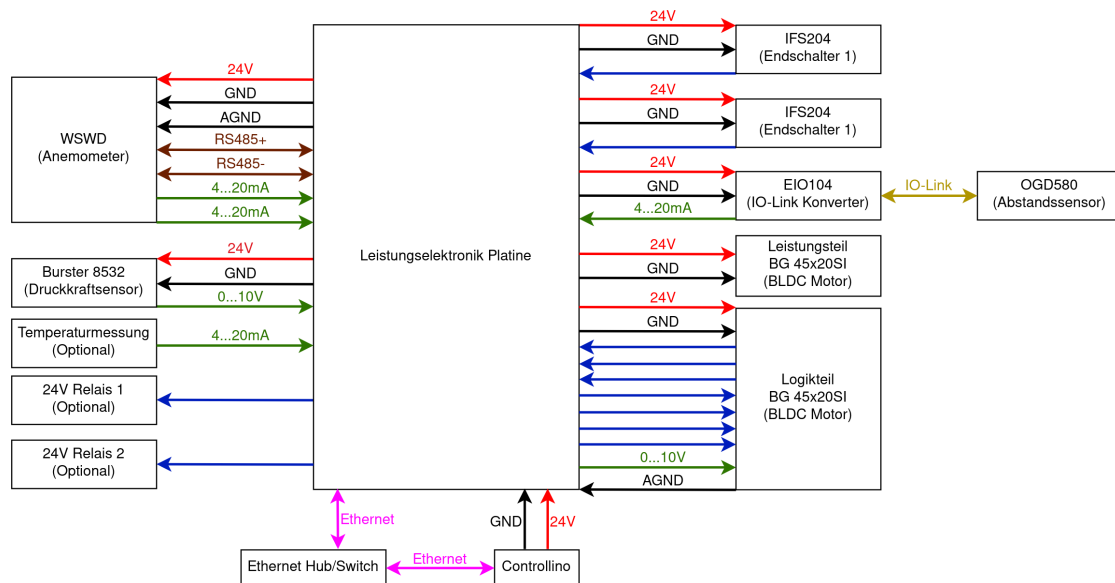 24V
GND
IFS204
(Endschalter 1)
24V
GND
AGND
RS485+
RS485-
4...20mA
4...20mA
WSWD
(Anemometer)
24V
GND
IFS204
(Endschalter 1)
24V
GND
4...20mA
EIO104
(IO-Link Konverter)
IO-Link
OGD580
(Abstandssensor)
Leistungselektronik Platine
24V
GND
0...10V
Burster 8532
(Druckkraftsensor)
24V
GND
Leistungsteil
BG 45x20SI
(BLDC Motor)
Temperaturmessung
(Optional)
4...20mA
24V
GND
Logikteil
BG 45x20SI
(BLDC Motor)
0...10V
AGND
24V Relais 1
(Optional)
24V Relais 2
(Optional)
Ethernet
GND
24V
Ethernet Hub/Switch
Ethernet
Controllino